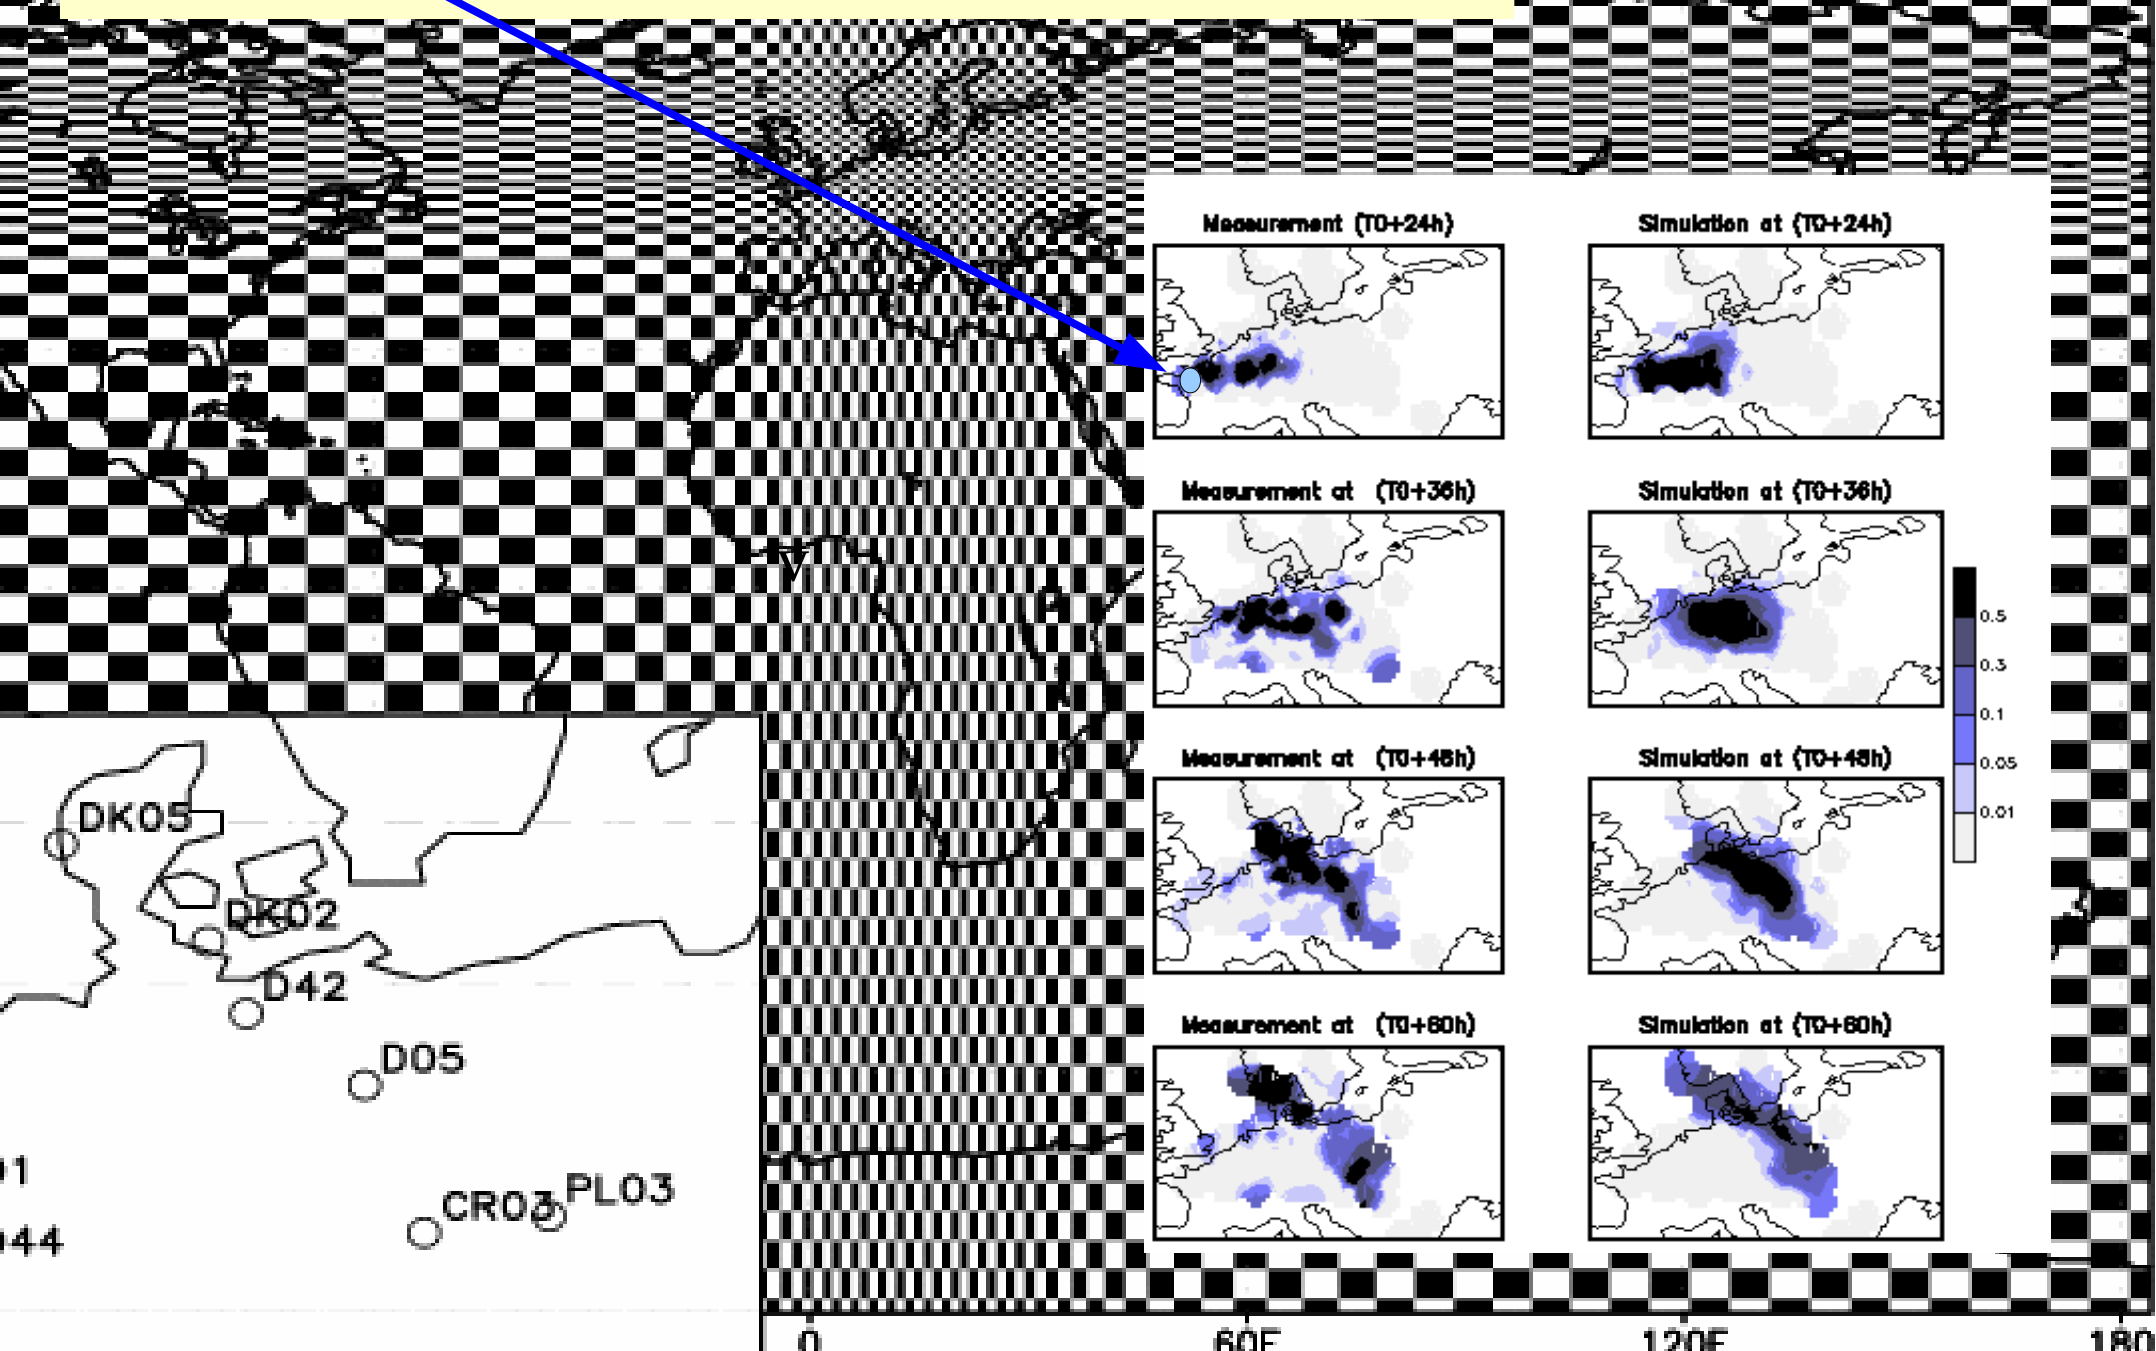 Measurement (T0+24h)
Simulation at (T0+24h)
Measurement at (T0+36h)
Simulation at (T0+36h)
0.5
0.3
0.1
0.05
0.01
Measurement at (T0+48h)
Simulation at (T0+48h)
Measurement at (T0+60h)
Simulation at (T0+60h)
DK05
DK02
D42
D05
CR03
PL03
44
0
60E
120E
180